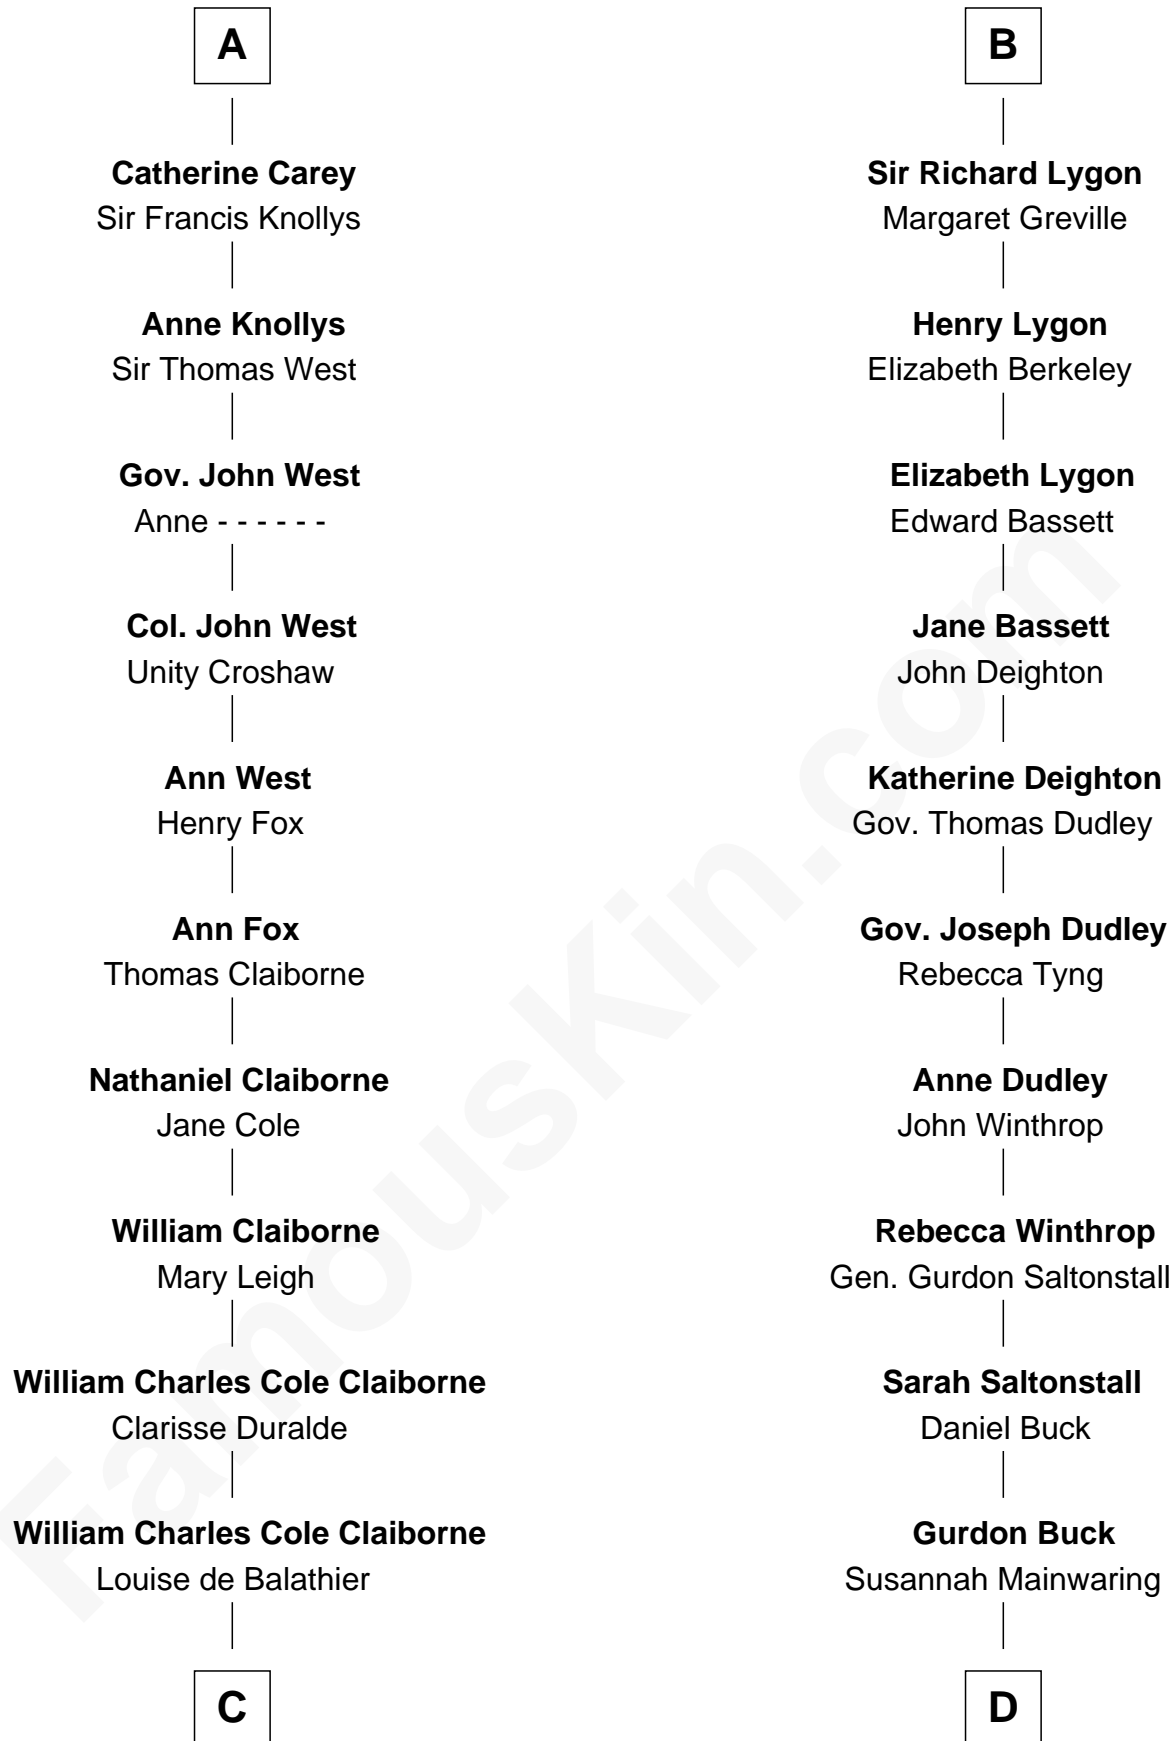 A
Catherine Carey
Sir Francis Knollys
Anne Knollys
Sir Thomas West
Gov. John West
Anne - - - - - -
Col. John West
Unity Croshaw
Ann West
Henry Fox
Ann Fox
Thomas Claiborne
Nathaniel Claiborne
Jane Cole
William Claiborne
Mary Leigh
William Charles Cole Claiborne
Clarisse Duralde
William Charles Cole Claiborne
Louise de Balathier
C
B
Sir Richard Lygon
Margaret Greville
Henry Lygon
Elizabeth Berkeley
Elizabeth Lygon
Edward Bassett
Jane Bassett
John Deighton
Katherine Deighton
Gov. Thomas Dudley
Gov. Joseph Dudley
Rebecca Tyng
Anne Dudley
John Winthrop
Rebecca Winthrop
Gen. Gurdon Saltonstall
Sarah Saltonstall
Daniel Buck
Gurdon Buck
Susannah Mainwaring
D
FamousKin.com